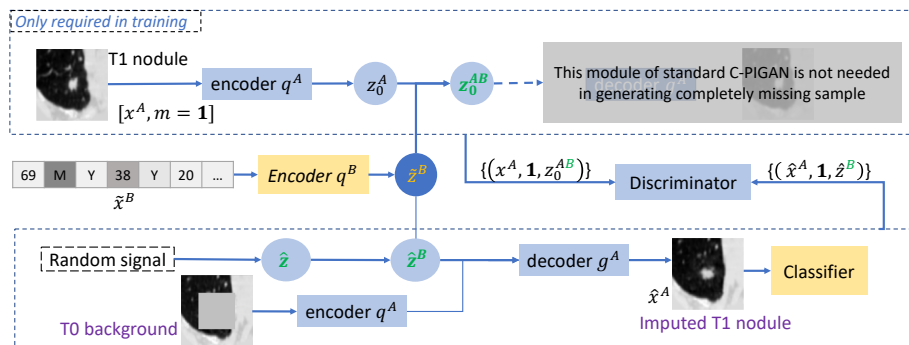 Only required in training
T1 nodule
encoder q^A
z_0^A
z_0^{AB}
This module of standard C-PIGAN is not needed
in generating completely missing sample
[x^A, m = 1]
69 M Y 38 Y 20 ...
x̃^B
Encoder q^B
z̃^B
{(x^A, 1, z_0^{AB})}
Discriminator
{( x̂^A, 1, ẑ^B)}
Random signal
ẑ
ẑ^B
decoder g^A
Classifier
T0 background
encoder q^A
x̂^A
Imputed T1 nodule